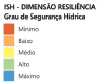 ISH - DIMENSÃO RESILIÊNCIA
Grau de Segurança Hídrica
Mínimo
Baixo
Médio
Alto
Máximo